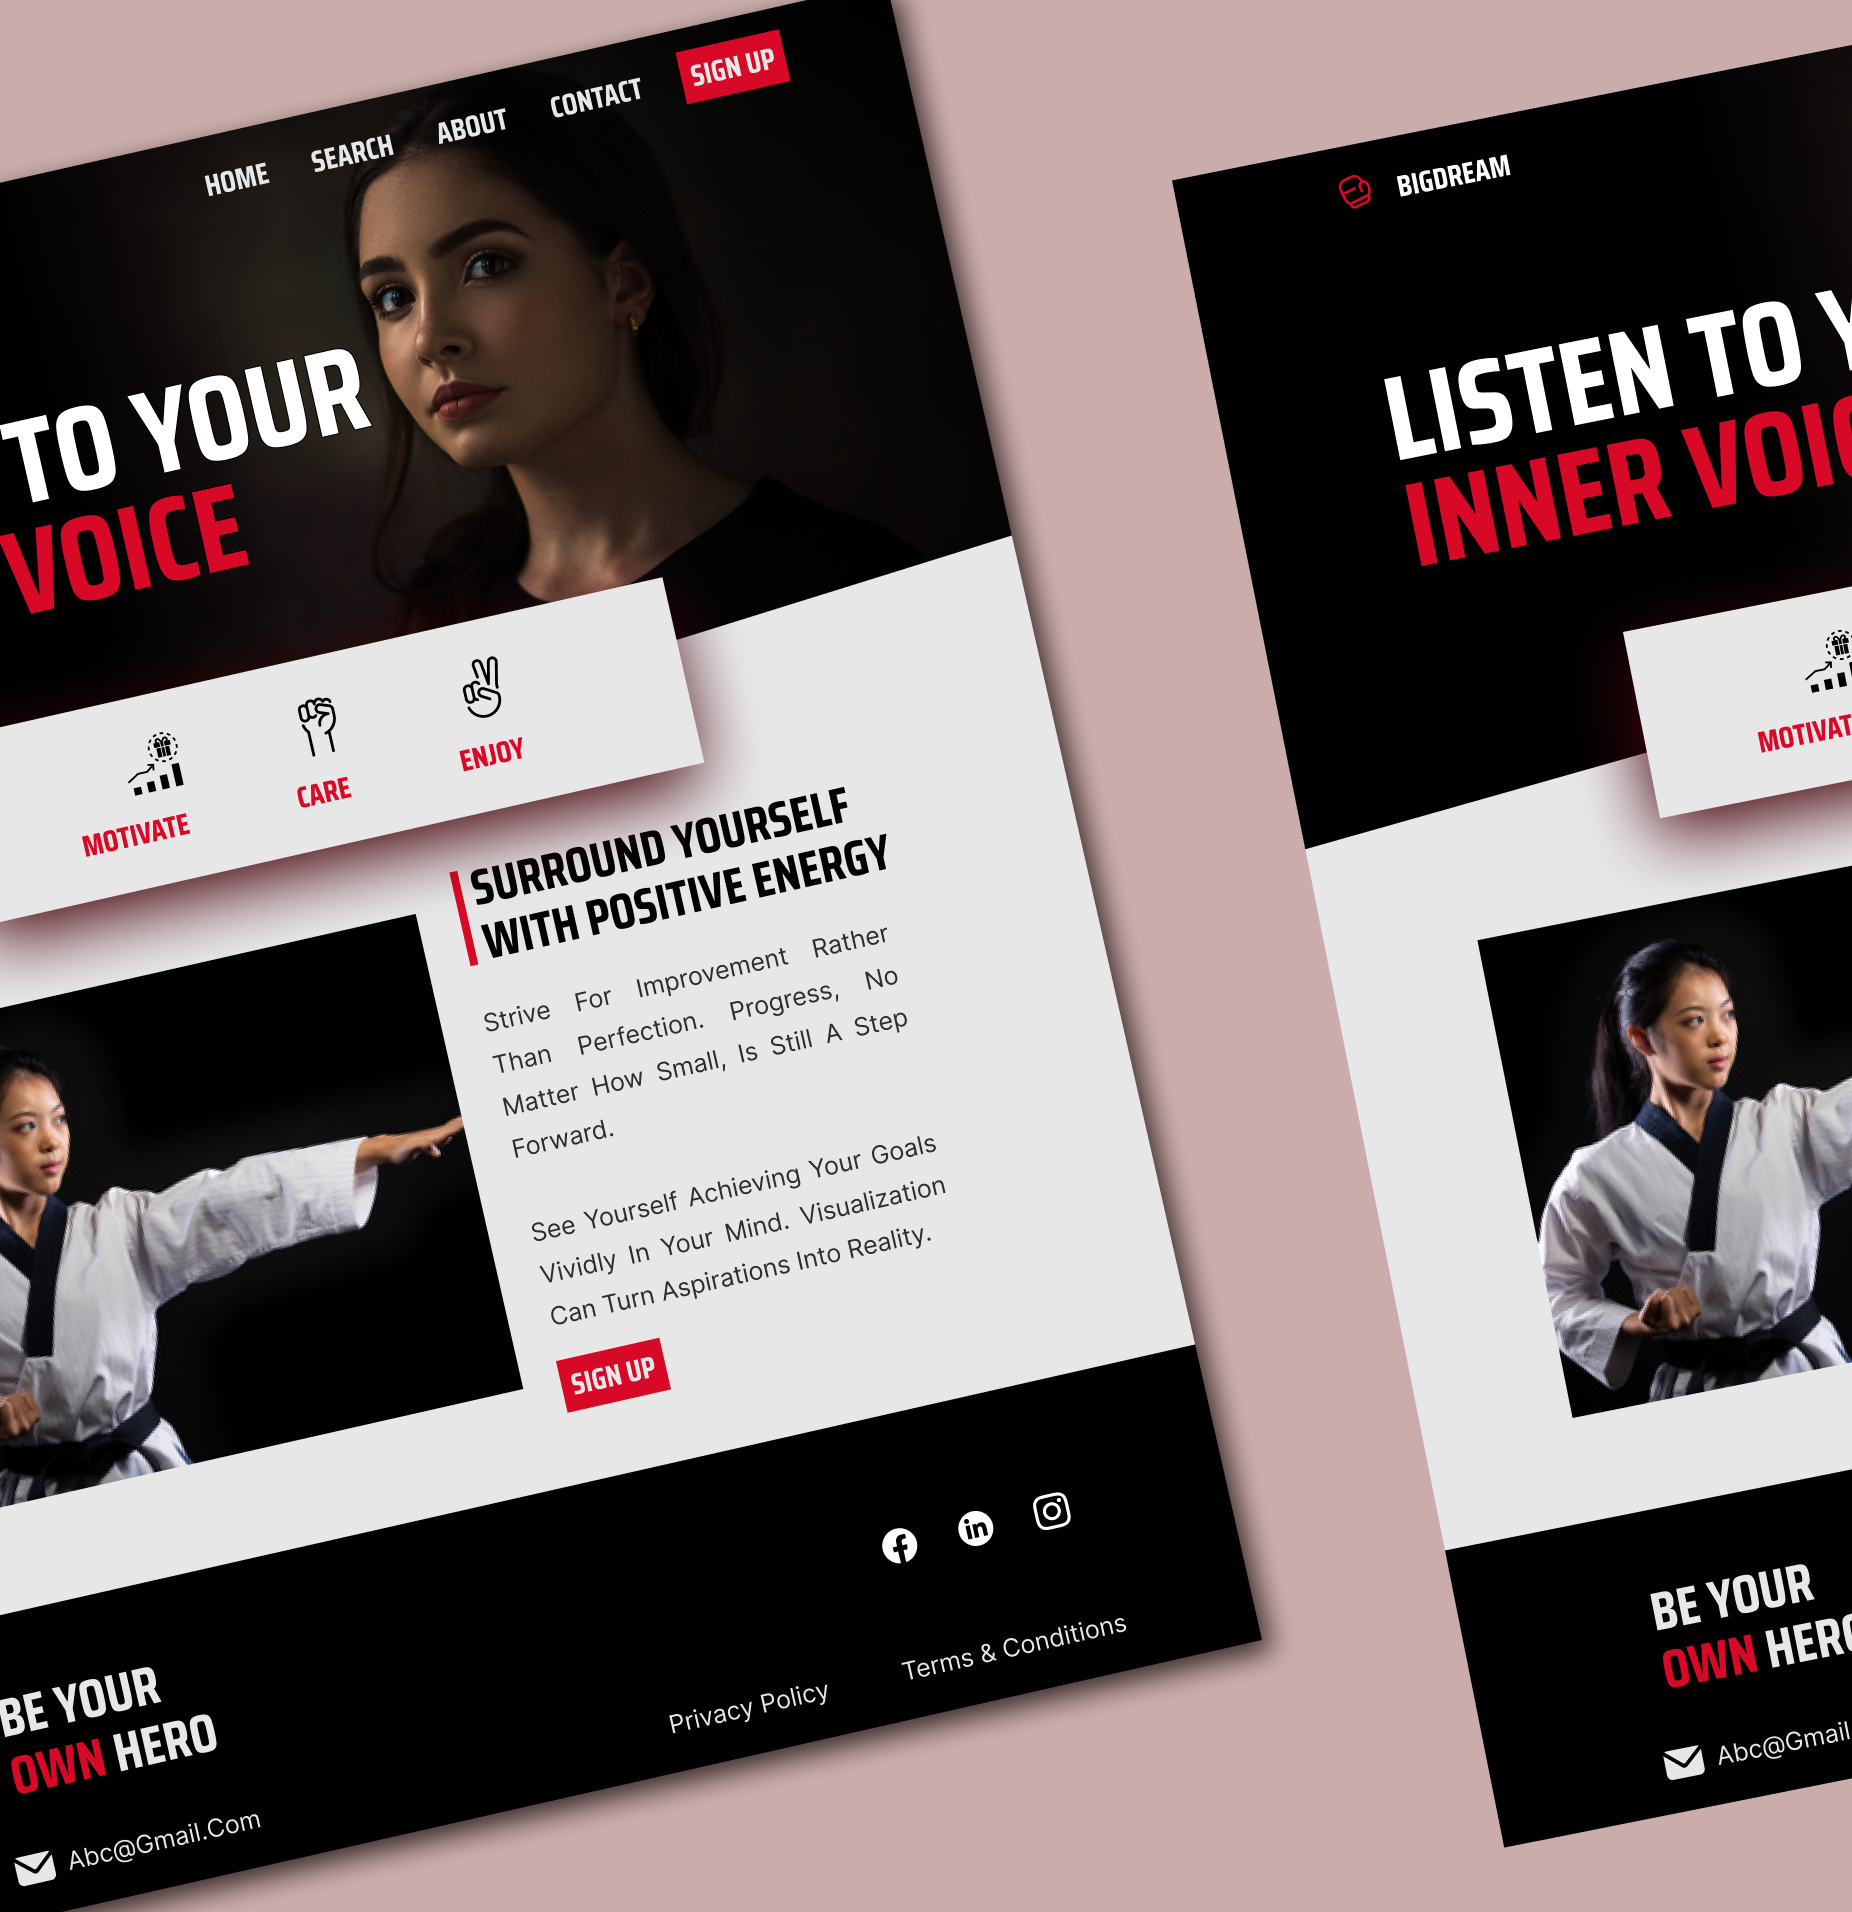 HOME SEARCH ABOUT CONTACT SIGN UP
TO YOUR
VOICE
MOTIVATE CARE ENJOY
SURROUND YOURSELF
WITH POSITIVE ENERGY
Strive For Improvement Rather
Than Perfection. Progress, No
Matter How Small, Is Still A Step
Forward.
See Yourself Achieving Your Goals
Vividly In Your Mind. Visualization
Can Turn Aspirations Into Reality.
SIGN UP
BE YOUR
OWN HERO
Abc@Gmail.Com
Privacy Policy
Terms & Conditions
BIGDREAM
LISTEN TO Y
INNER VOIC
MOTIVAT
BE YOUR
OWN HERO
Abc@Gmail